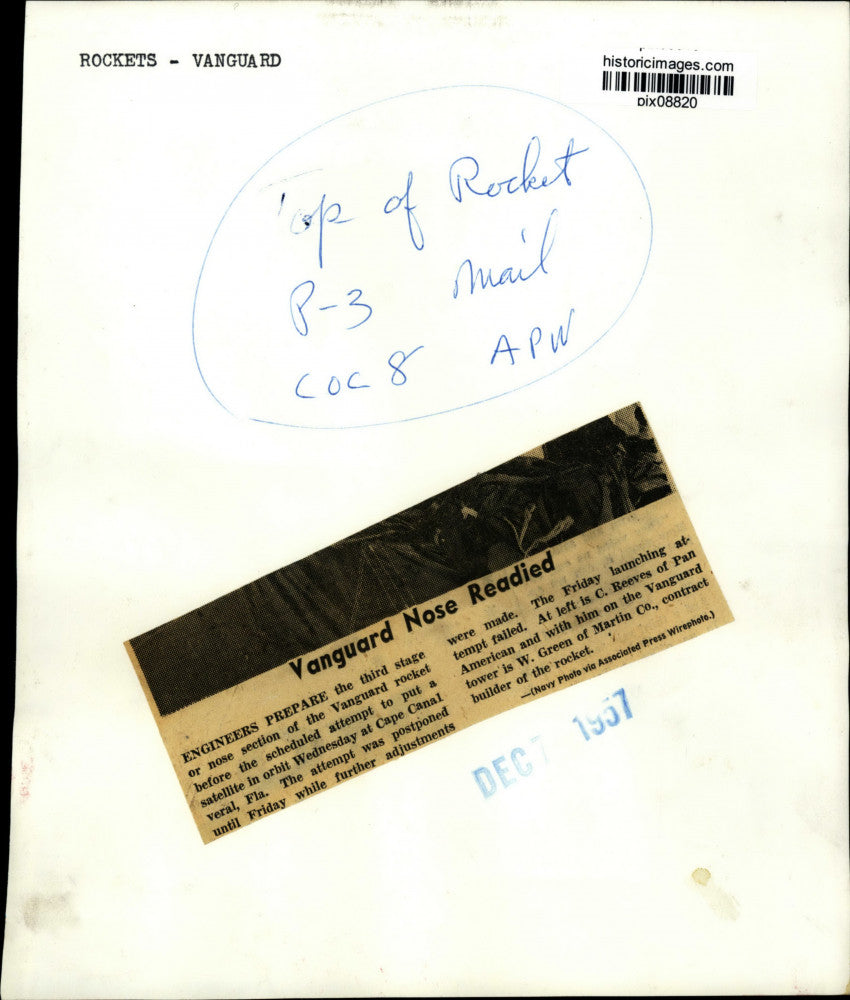 ROCKETS - VANGUARD
historicimages.com
pix08820
Top of Rocket
P-3 Mail
COC 8 APW
Vanguard Nose Readied
ENGINEERS PREPARE the third stage
or nose section of the Vanguard rocket
before the scheduled attempt to put a
satellite in orbit Wednesday at Cape Canal
veral, Fla. The attempt was postponed
until Friday while further adjustments
were made. The Friday launching at-
tempt failed. At left is C. Reeves of Pan
American and with him on the Vanguard
tower is W. Green of Martin Co., contract
builder of the rocket.
—(Navy Photo via Associated Press Wirephoto.)
DEC 7 1957